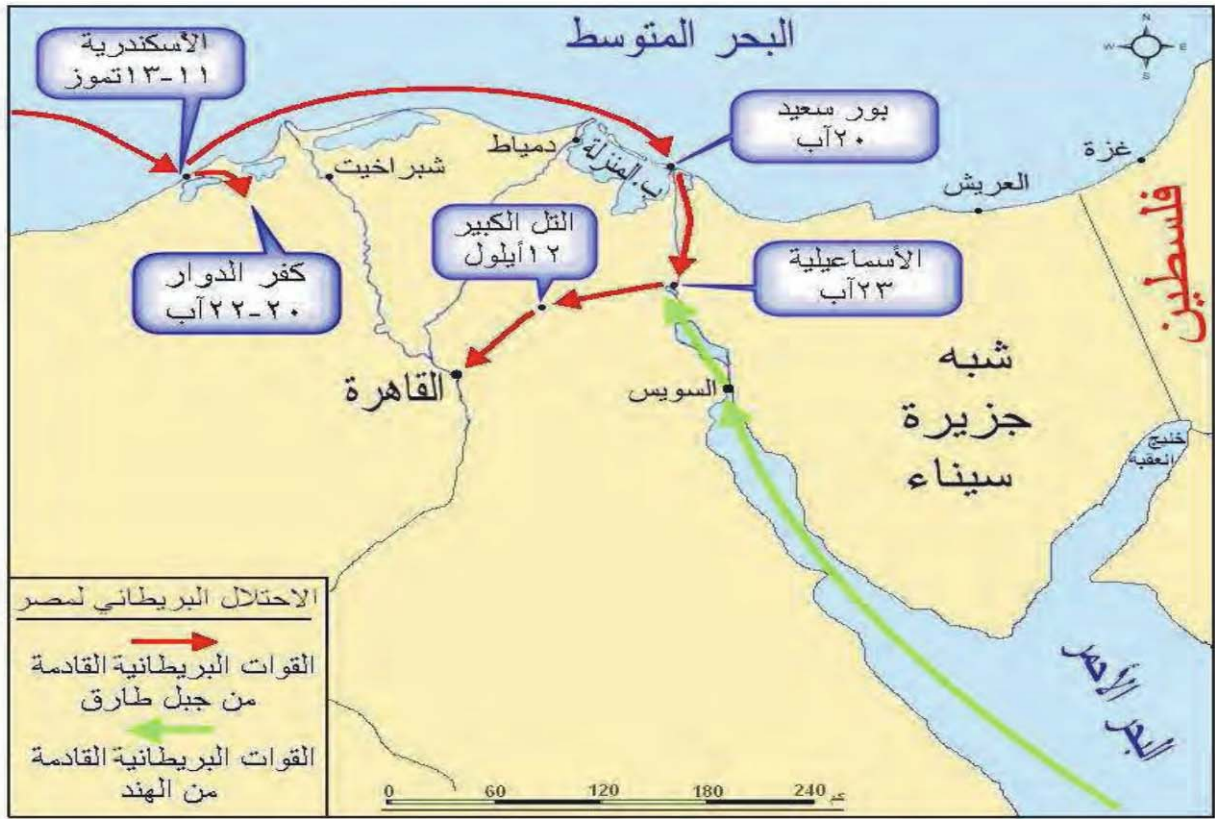 البحر المتوسط
N
W
E
S
الأسكندرية
١١-١٣تموز
بور سعيد
٢٠آب
دمياط
ب.المنزلة
شبراخيت
غزة
العريش
فلسطين
التل الكبير
١٢أيلول
كفر الدوار
٢٠-٢٢آب
الأسماعيلية
٢٣آب
القاهرة
السويس
شبه
جزيرة
سيناء
خليج
العقبة
البحر الأحمر
الاحتلال البريطاني لمصر
القوات البريطانية القادمة
من جبل طارق
القوات البريطانية القادمة
من الهند
0 60 120 180 240 كم